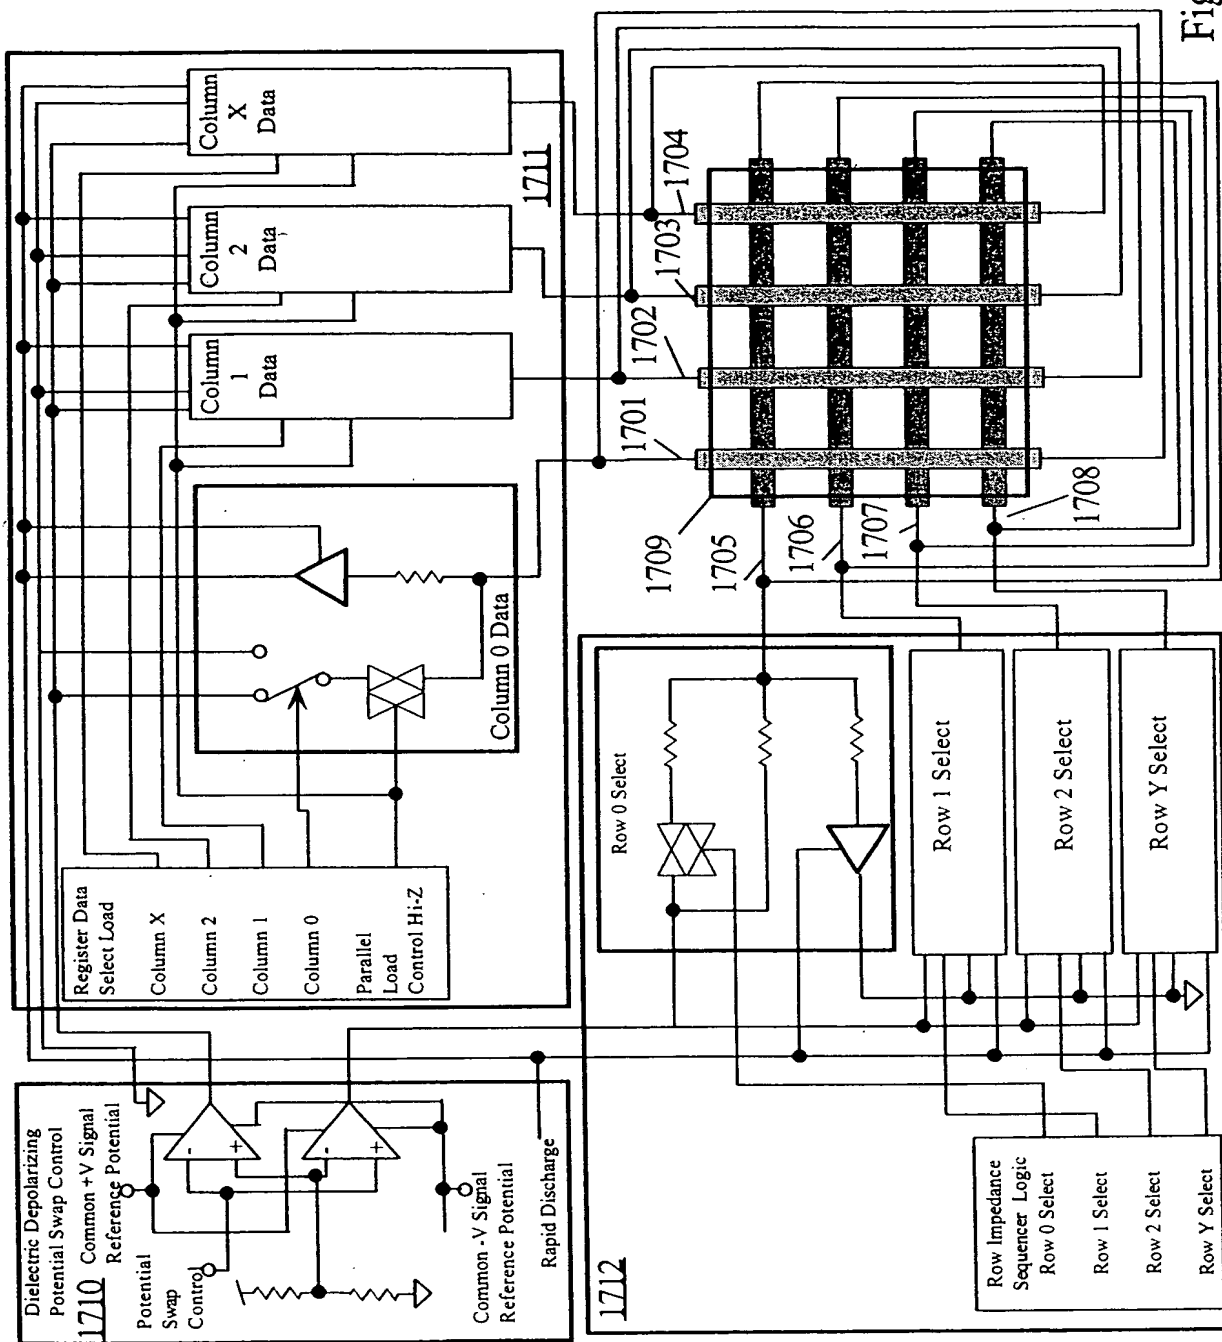 Fig
Column
X
Data
Column
2
Data
Column
1
Data
1711
Column 0 Data
Register Data
Select Load
Column X
Column 2
Column 1
Column 0
Parallel
Load
Control Hi-Z
Dielectric Depolarizing
Potential Swap Control
1710
Common +V Signal
Reference Potential
Potential
Swap
Control
-
+
-
+
Common -V Signal
Reference Potential
Rapid Discharge
1701
1702
1703
1704
1705
1706
1707
1708
1709
1712
Row 0 Select
Row 1 Select
Row 2 Select
Row Y Select
Row Impedance
Sequencer Logic
Row 0 Select
Row 1 Select
Row 2 Select
Row Y Select